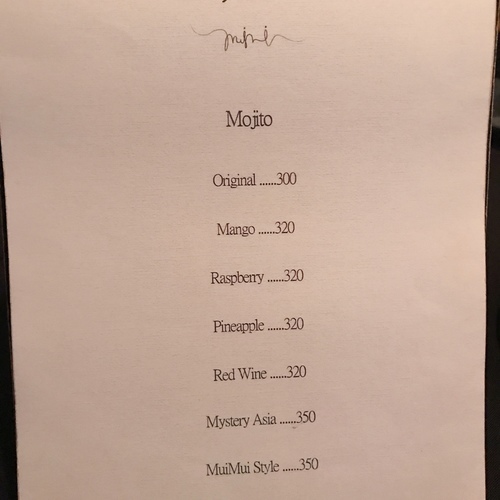 Mojito
Original ......300
Mango ......320
Raspberry ......320
Pineapple ......320
Red Wine ......320
Mystery Asia ......350
MuiMui Style ......350